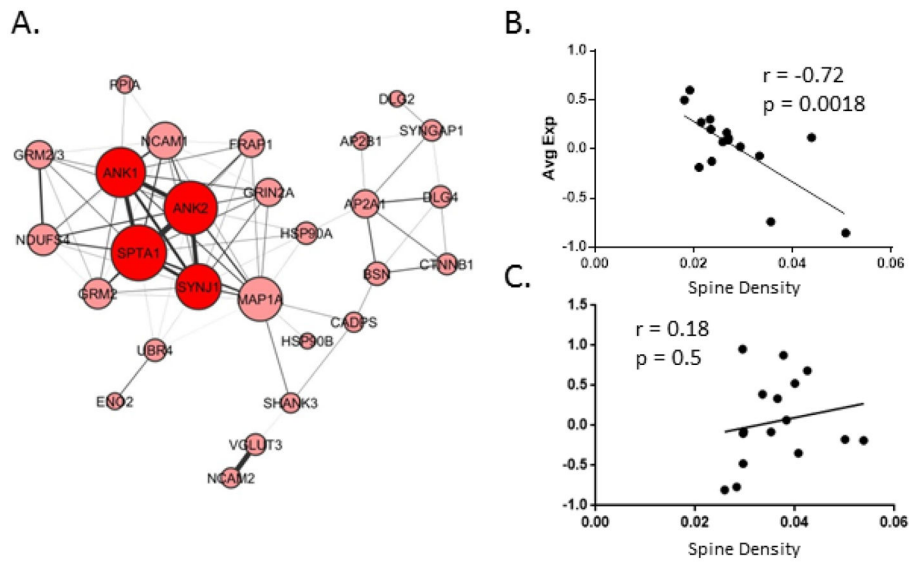 A.
PPIA
NCAM1
FRAP1
GRM2/3
ANK1
GRIN2A
ANK2
NDUFS4
SPTA1
HSP90A
SYNJ1
GRM2
MAP1A
HSP90B
UBR4
ENO2
SHANK3
VGLUT3
NCAM2
CADPS
DLG2
SYNGAP1
AP2B1
AP2A1
DLG4
BSN
CTNNB1
B.
1.0
0.5
0.0
-0.5
-1.0
Avg Exp
r = -0.72
p = 0.0018
0.00
0.02
0.04
0.06
Spine Density
C.
1.0
0.5
0.0
-0.5
-1.0
r = 0.18
p = 0.5
0.00
0.02
0.04
0.06
Spine Density